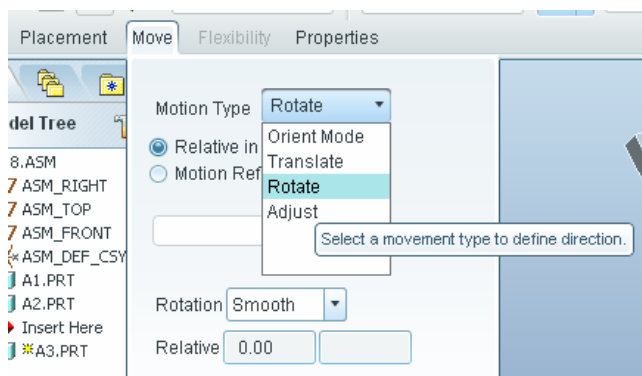 Placement Move Flexibility Properties
del Tree
8.ASM
ASM_RIGHT
ASM_TOP
ASM_FRONT
ASM_DEF_CSY
A1.PRT
A2.PRT
Insert Here
A3.PRT
Motion Type Rotate
Relative in
Motion Ref
Orient Mode
Translate
Rotate
Adjust
Select a movement type to define direction.
Rotation Smooth
Relative 0.00